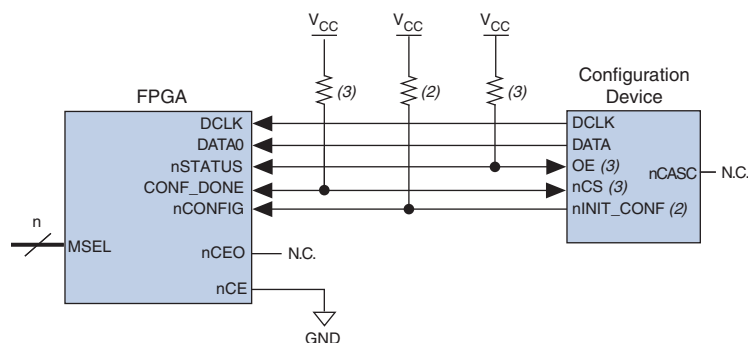 VCC VCC VCC
(3) (2) (3)
FPGA
Configuration
Device
DCLK
DATA0
nSTATUS
CONF_DONE
nCONFIG
nCEO
nCE
MSEL
n
N.C.
GND
DCLK
DATA
OE (3)
nCS (3)
nINIT_CONF (2)
nCASC
N.C.